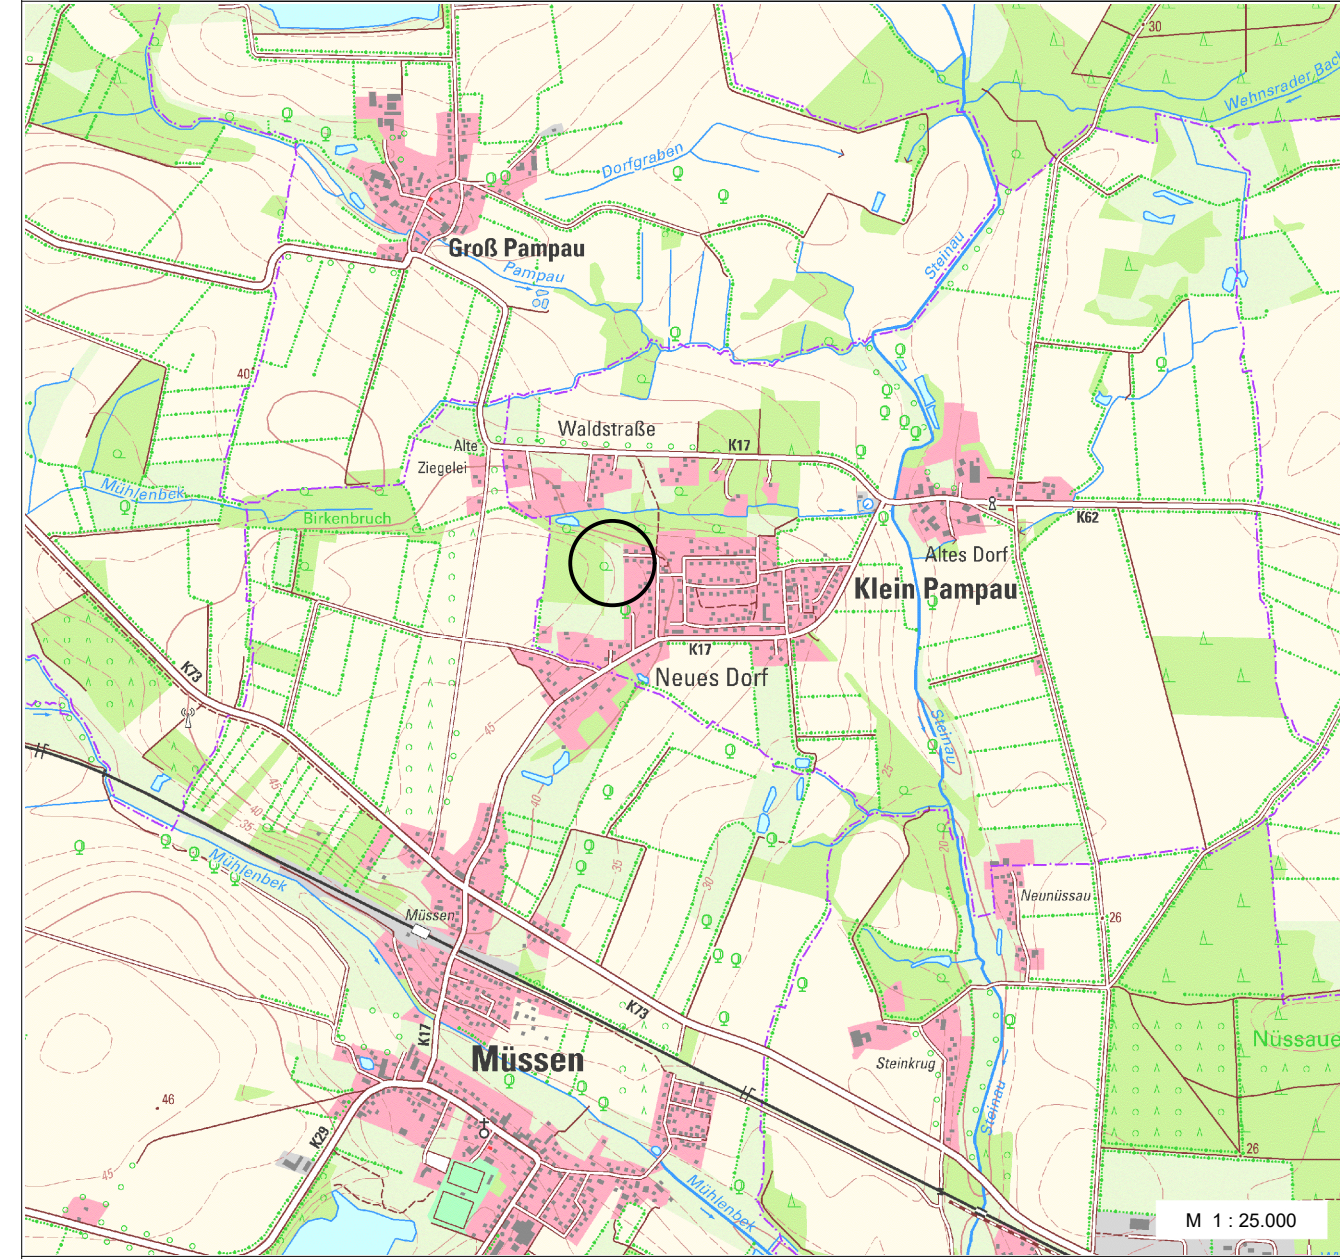 30
Wehnsrader Bac
Dorfgraben
Groß Pampau
Steinau
Pampau
40
Waldstraße
K17
Alte
Ziegelei
Mühlenbek
Birkenbruch
K62
Altes Dorf
Klein Pampau
K17
Neues Dorf
K73
45
Steinau
25
45
40
40
35
35
30
20
Mühlenbek
Müssen
Neunüssau
26
K73
K17
Müssen
Steinkrug
Nüssaue
46
K29
Steinau
26
45
Mühlenbek
M 1 : 25.000